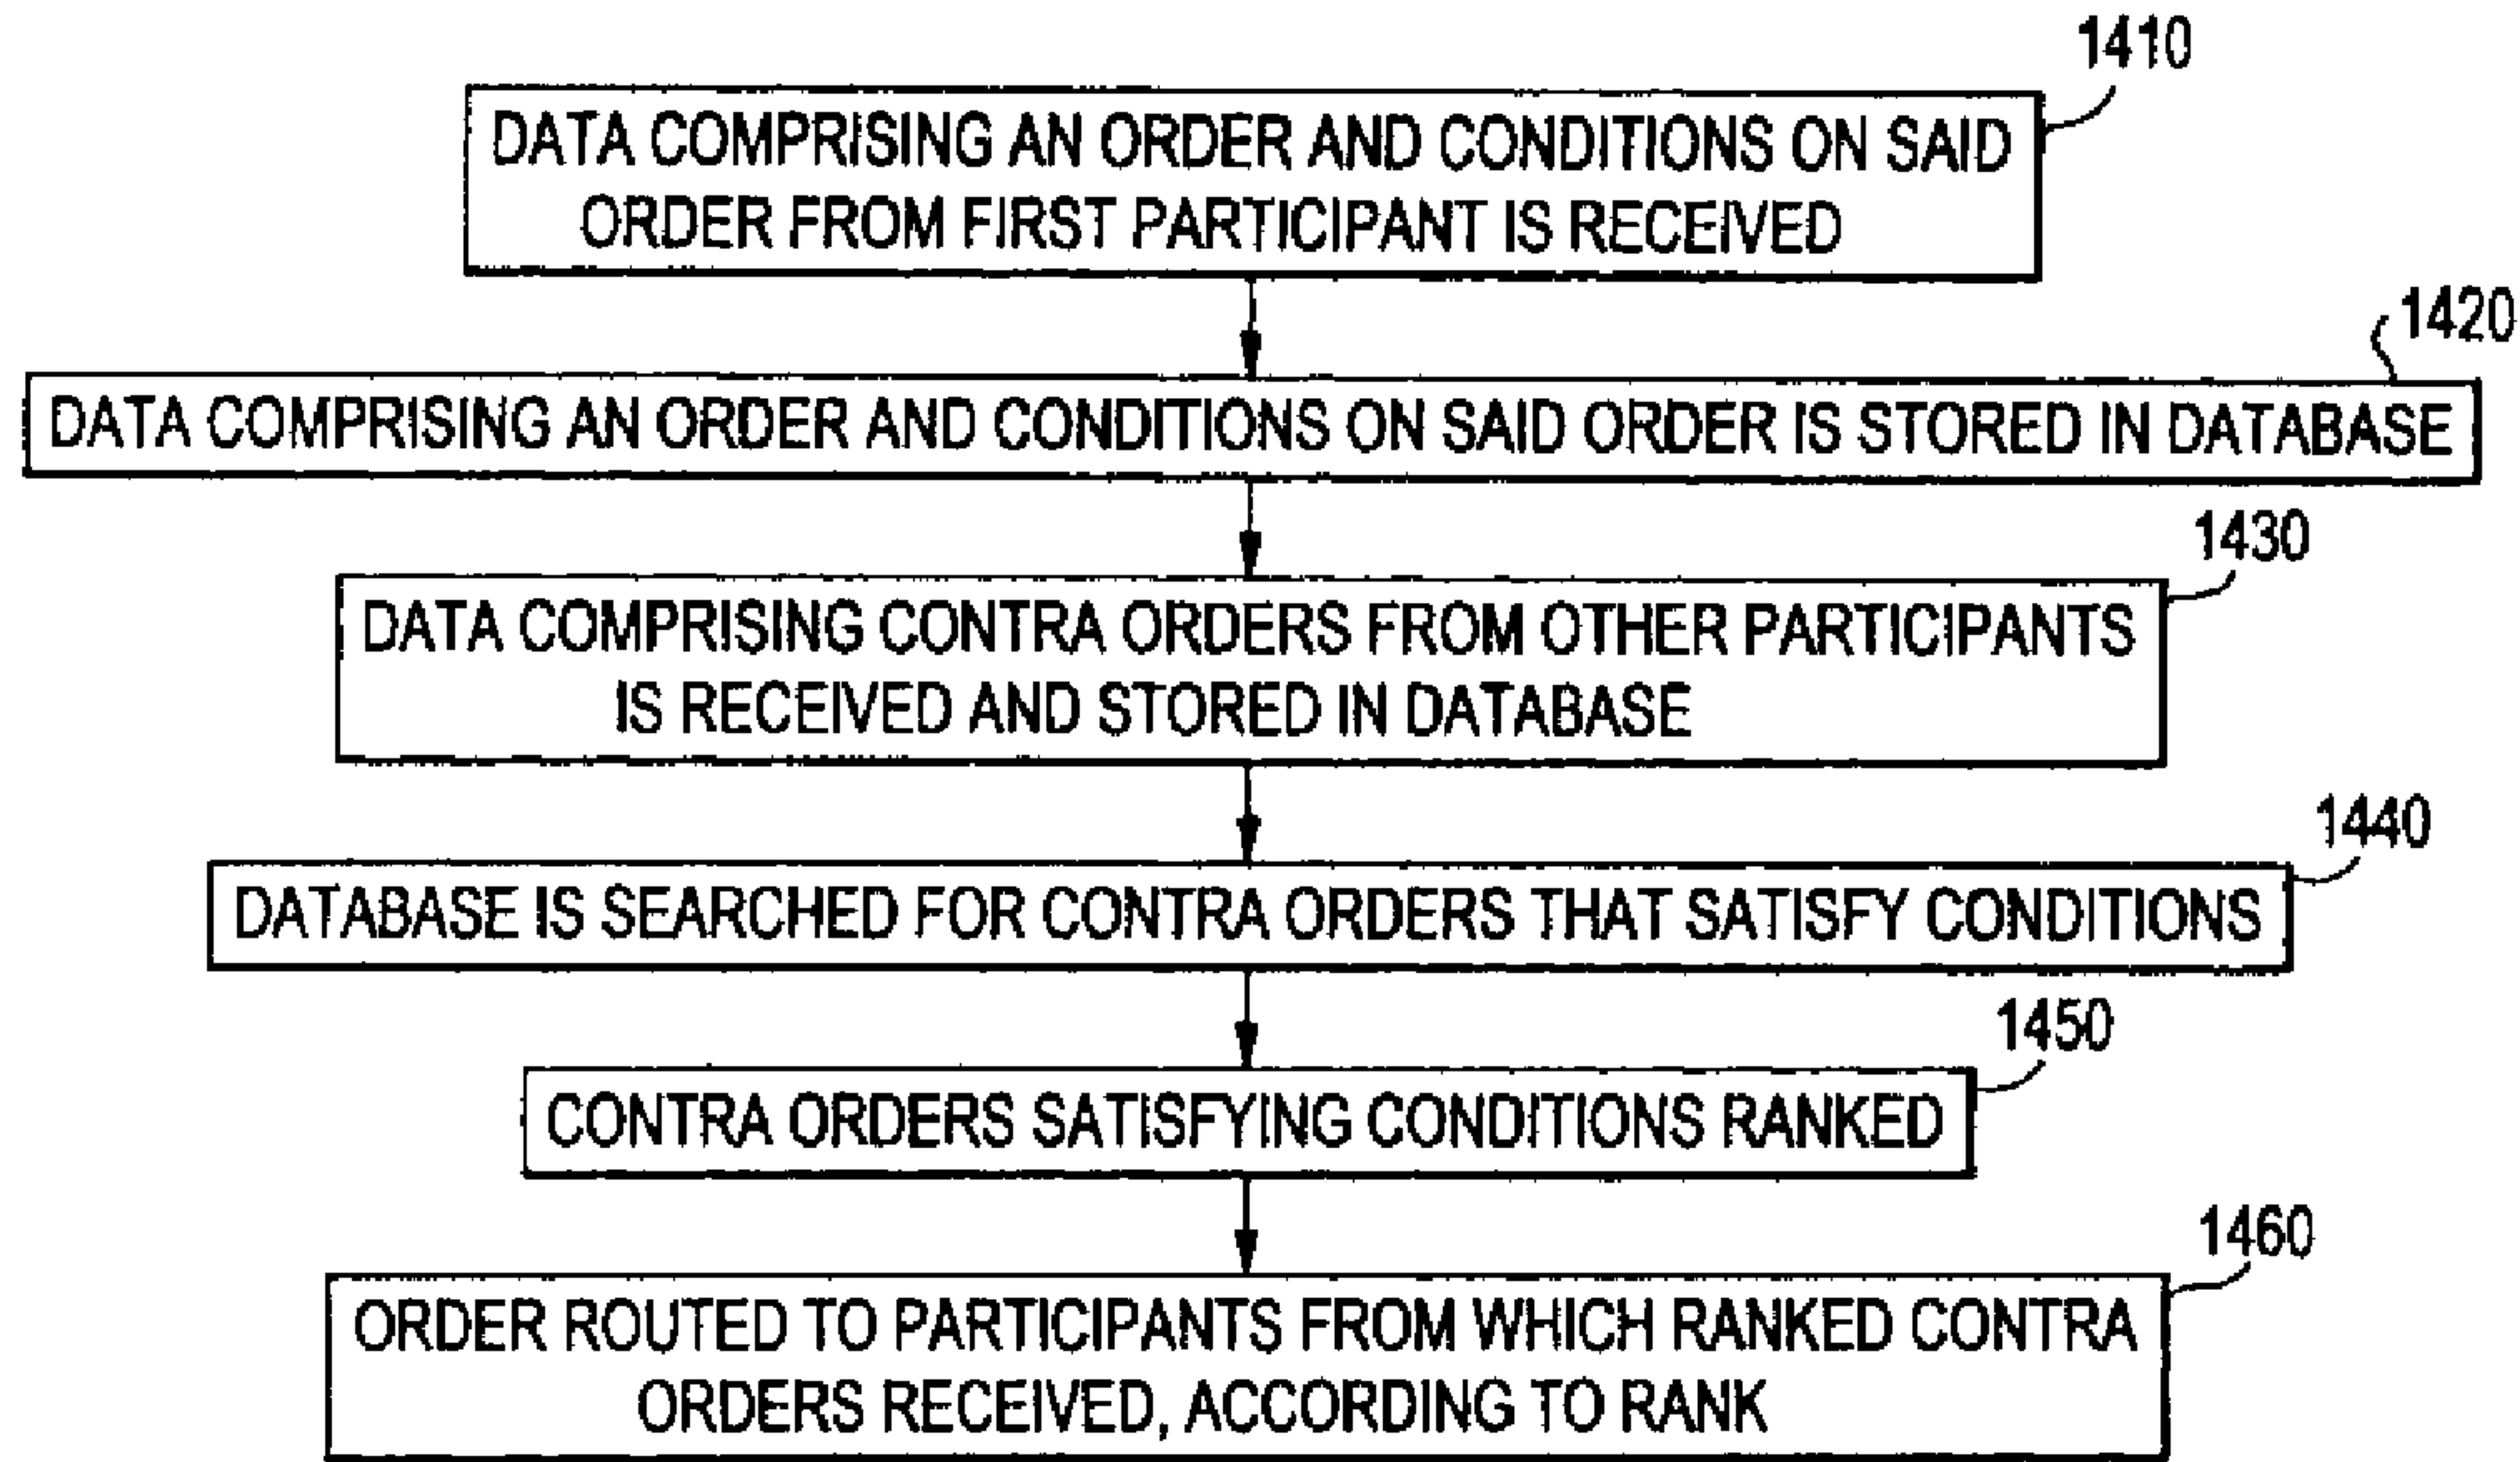 1410
DATA COMPRISING AN ORDER AND CONDITIONS ON SAID
ORDER FROM FIRST PARTICIPANT IS RECEIVED
1420
DATA COMPRISING AN ORDER AND CONDITIONS ON SAID ORDER IS STORED IN DATABASE
1430
DATA COMPRISING CONTRA ORDERS FROM OTHER PARTICIPANTS
IS RECEIVED AND STORED IN DATABASE
1440
DATABASE IS SEARCHED FOR CONTRA ORDERS THAT SATISFY CONDITIONS
1450
CONTRA ORDERS SATISFYING CONDITIONS RANKED
1460
ORDER ROUTED TO PARTICIPANTS FROM WHICH RANKED CONTRA
ORDERS RECEIVED, ACCORDING TO RANK